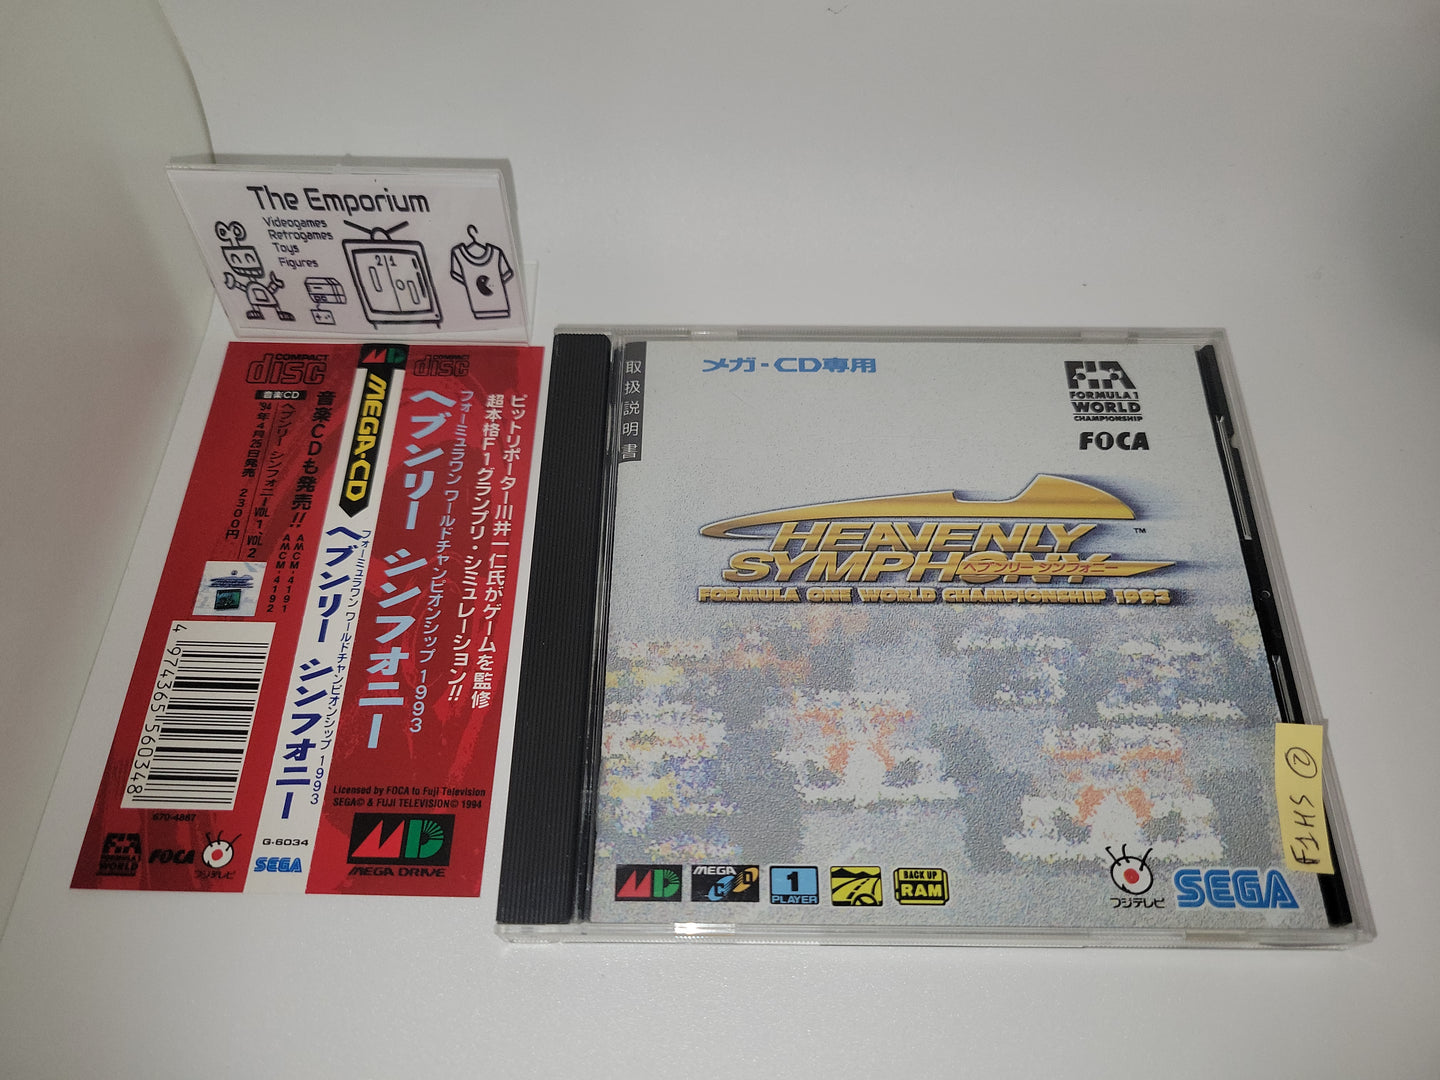 The Emporium
Videogames
Retrogames
Toys
Figures
21
COMPACT
disc
音楽CD
音楽CDも発売!!
ヘブンリー シンフォニー VOL.1、VOL.2
AMCM-4191
AMCM-4192
'94年4月25日発売 2300円
4974365560348
670-4887
FIA
FORMULA 1
WORLD
FOCA
フジテレビ
MD
MEGA-CD
フォーミュラワン ワールドチャンピオンシップ 1993
ヘブンリー シンフォニー
G-6034
SEGA
COMPACT
disc
ピットリポーター川井一仁氏がゲームを監修
超本格F1グランプリ・シミュレーション!!
フォーミュラワン ワールドチャンピオンシップ 1993
ヘブンリー シンフォニー
Licensed by FOCA to Fuji Television
SEGA© & FUJI TELEVISION© 1994
MD
MEGA DRIVE
取扱説明書
メガ-CD専用
FIA
FORMULA 1
WORLD
CHAMPIONSHIP
FOCA
HEAVENLY ™
SYMPHONY
ヘブンリー シンフォニー
FORMULA ONE WORLD CHAMPIONSHIP 1993
MD
MEGA
CD
1
PLAYER
BACK UP
RAM
フジテレビ
SEGA